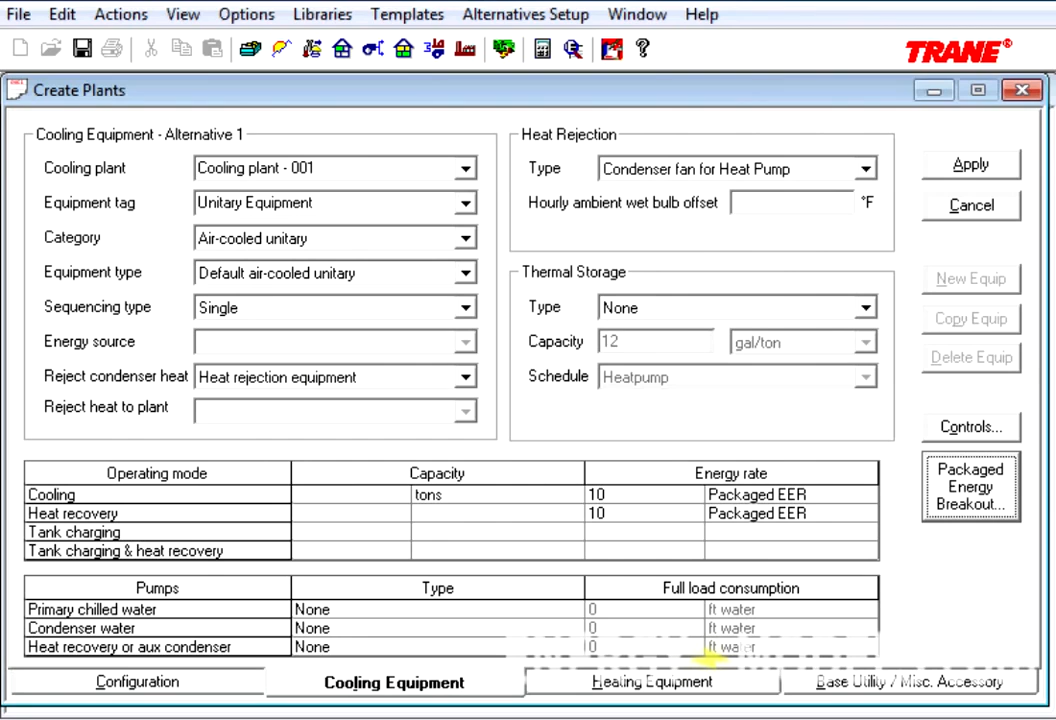 File Edit Actions View Options Libraries Templates Alternatives Setup Window Help
TRANE®
Create Plants
Cooling Equipment - Alternative 1
Cooling plant Cooling plant - 001
Equipment tag Unitary Equipment
Category Air-cooled unitary
Equipment type Default air-cooled unitary
Sequencing type Single
Energy source
Reject condenser heat Heat rejection equipment
Reject heat to plant
Heat Rejection
Type Condenser fan for Heat Pump
Hourly ambient wet bulb offset °F
Thermal Storage
Type None
Capacity 12 gal/ton
Schedule Heatpump
Apply
Cancel
New Equip
Copy Equip
Delete Equip
Controls...
Packaged
Energy
Breakout...
Operating mode Capacity Energy rate
Cooling tons 10 Packaged EER
Heat recovery 10 Packaged EER
Tank charging
Tank charging & heat recovery
Pumps Type Full load consumption
Primary chilled water None 0 ft water
Condenser water None 0 ft water
Heat recovery or aux condenser None 0 ft water
Configuration Cooling Equipment Heating Equipment Base Utility / Misc. Accessory